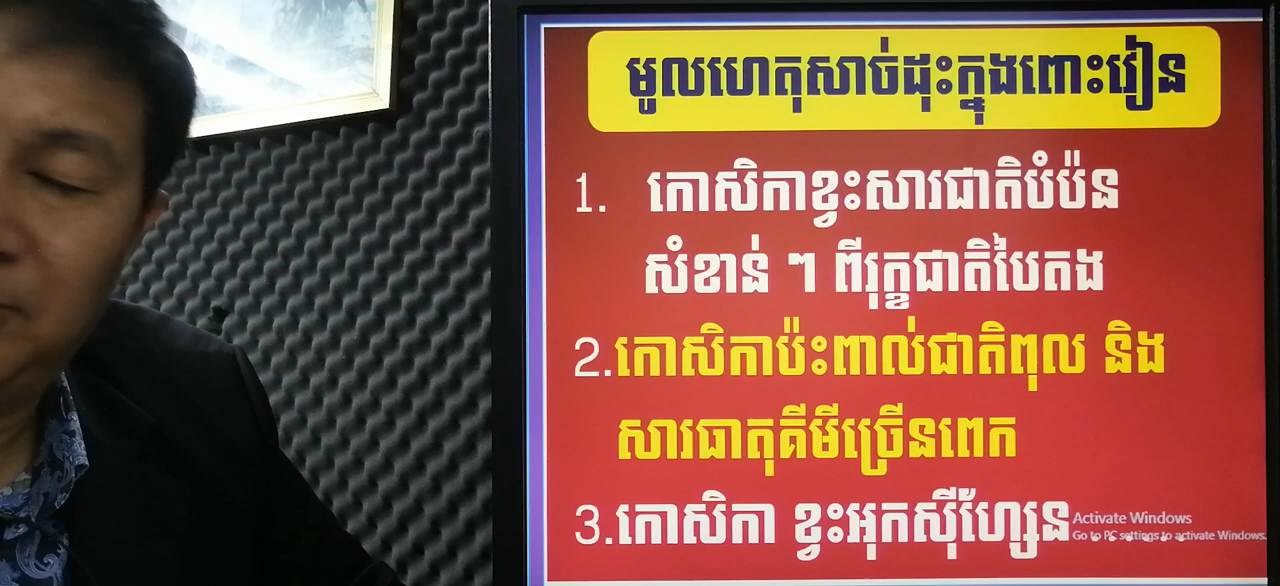 មូលហេតុសាច់ដុះក្នុងពោះវៀន
1. កោសិកាខ្វះសារជាតិបំប៉ន
សំខាន់ ៗ ពីរុក្ខជាតិបៃតង
2.កោសិកាប៉ះពាល់ជាតិពុល និង
សារធាតុគីមីច្រើនពេក
3.កោសិកា ខ្វះអុកស៊ីហ្សែន.......
Activate Windows
Go to PC settings to activate Windows.